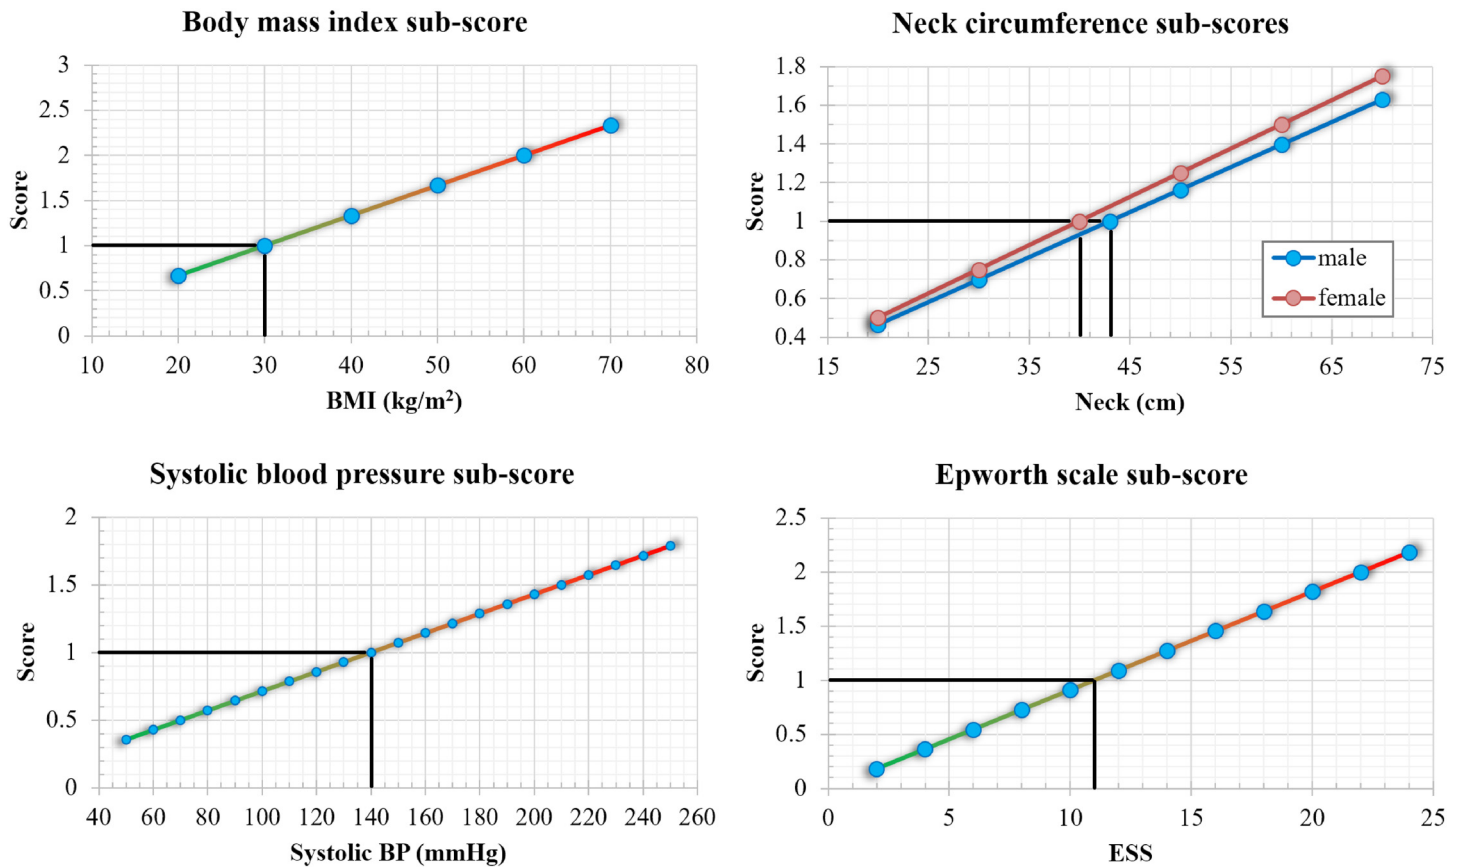 Body mass index sub-score
3
2.5
2
1.5
1
0.5
0
Score
10 20 30 40 50 60 70 80
BMI (kg/m²)
Neck circumference sub-scores
1.8
1.6
1.4
1.2
1
0.8
0.6
0.4
Score
male
female
15 25 35 45 55 65 75
Neck (cm)
Systolic blood pressure sub-score
2
1.5
1
0.5
0
Score
40 60 80 100 120 140 160 180 200 220 240 260
Systolic BP (mmHg)
Epworth scale sub-score
2.5
2
1.5
1
0.5
0
Score
0 5 10 15 20 25
ESS